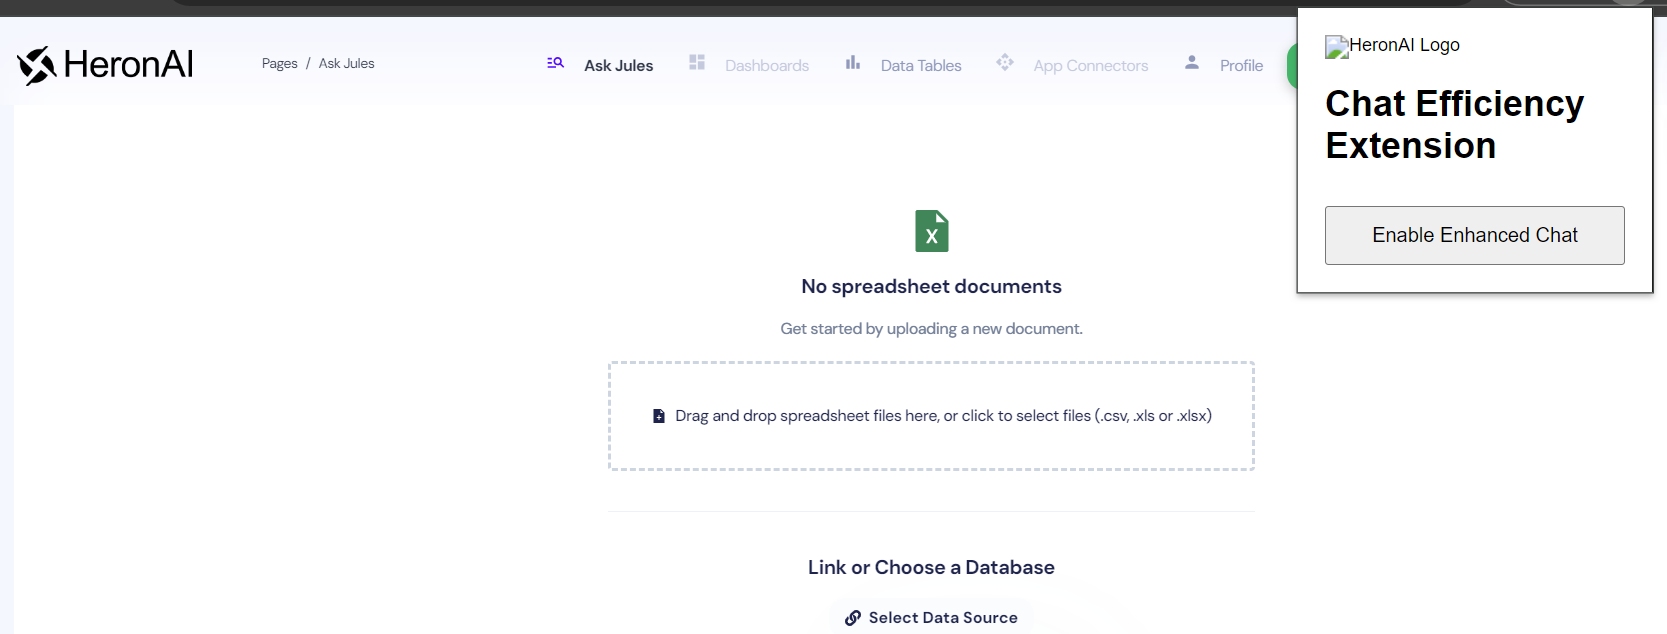 HeronAI
Pages / Ask Jules
Ask Jules
Dashboards
Data Tables
App Connectors
Profile
HeronAI Logo
Chat Efficiency
Extension
Enable Enhanced Chat
X
No spreadsheet documents
Get started by uploading a new document.
Drag and drop spreadsheet files here, or click to select files (.csv, .xls or .xlsx)
Link or Choose a Database
Select Data Source